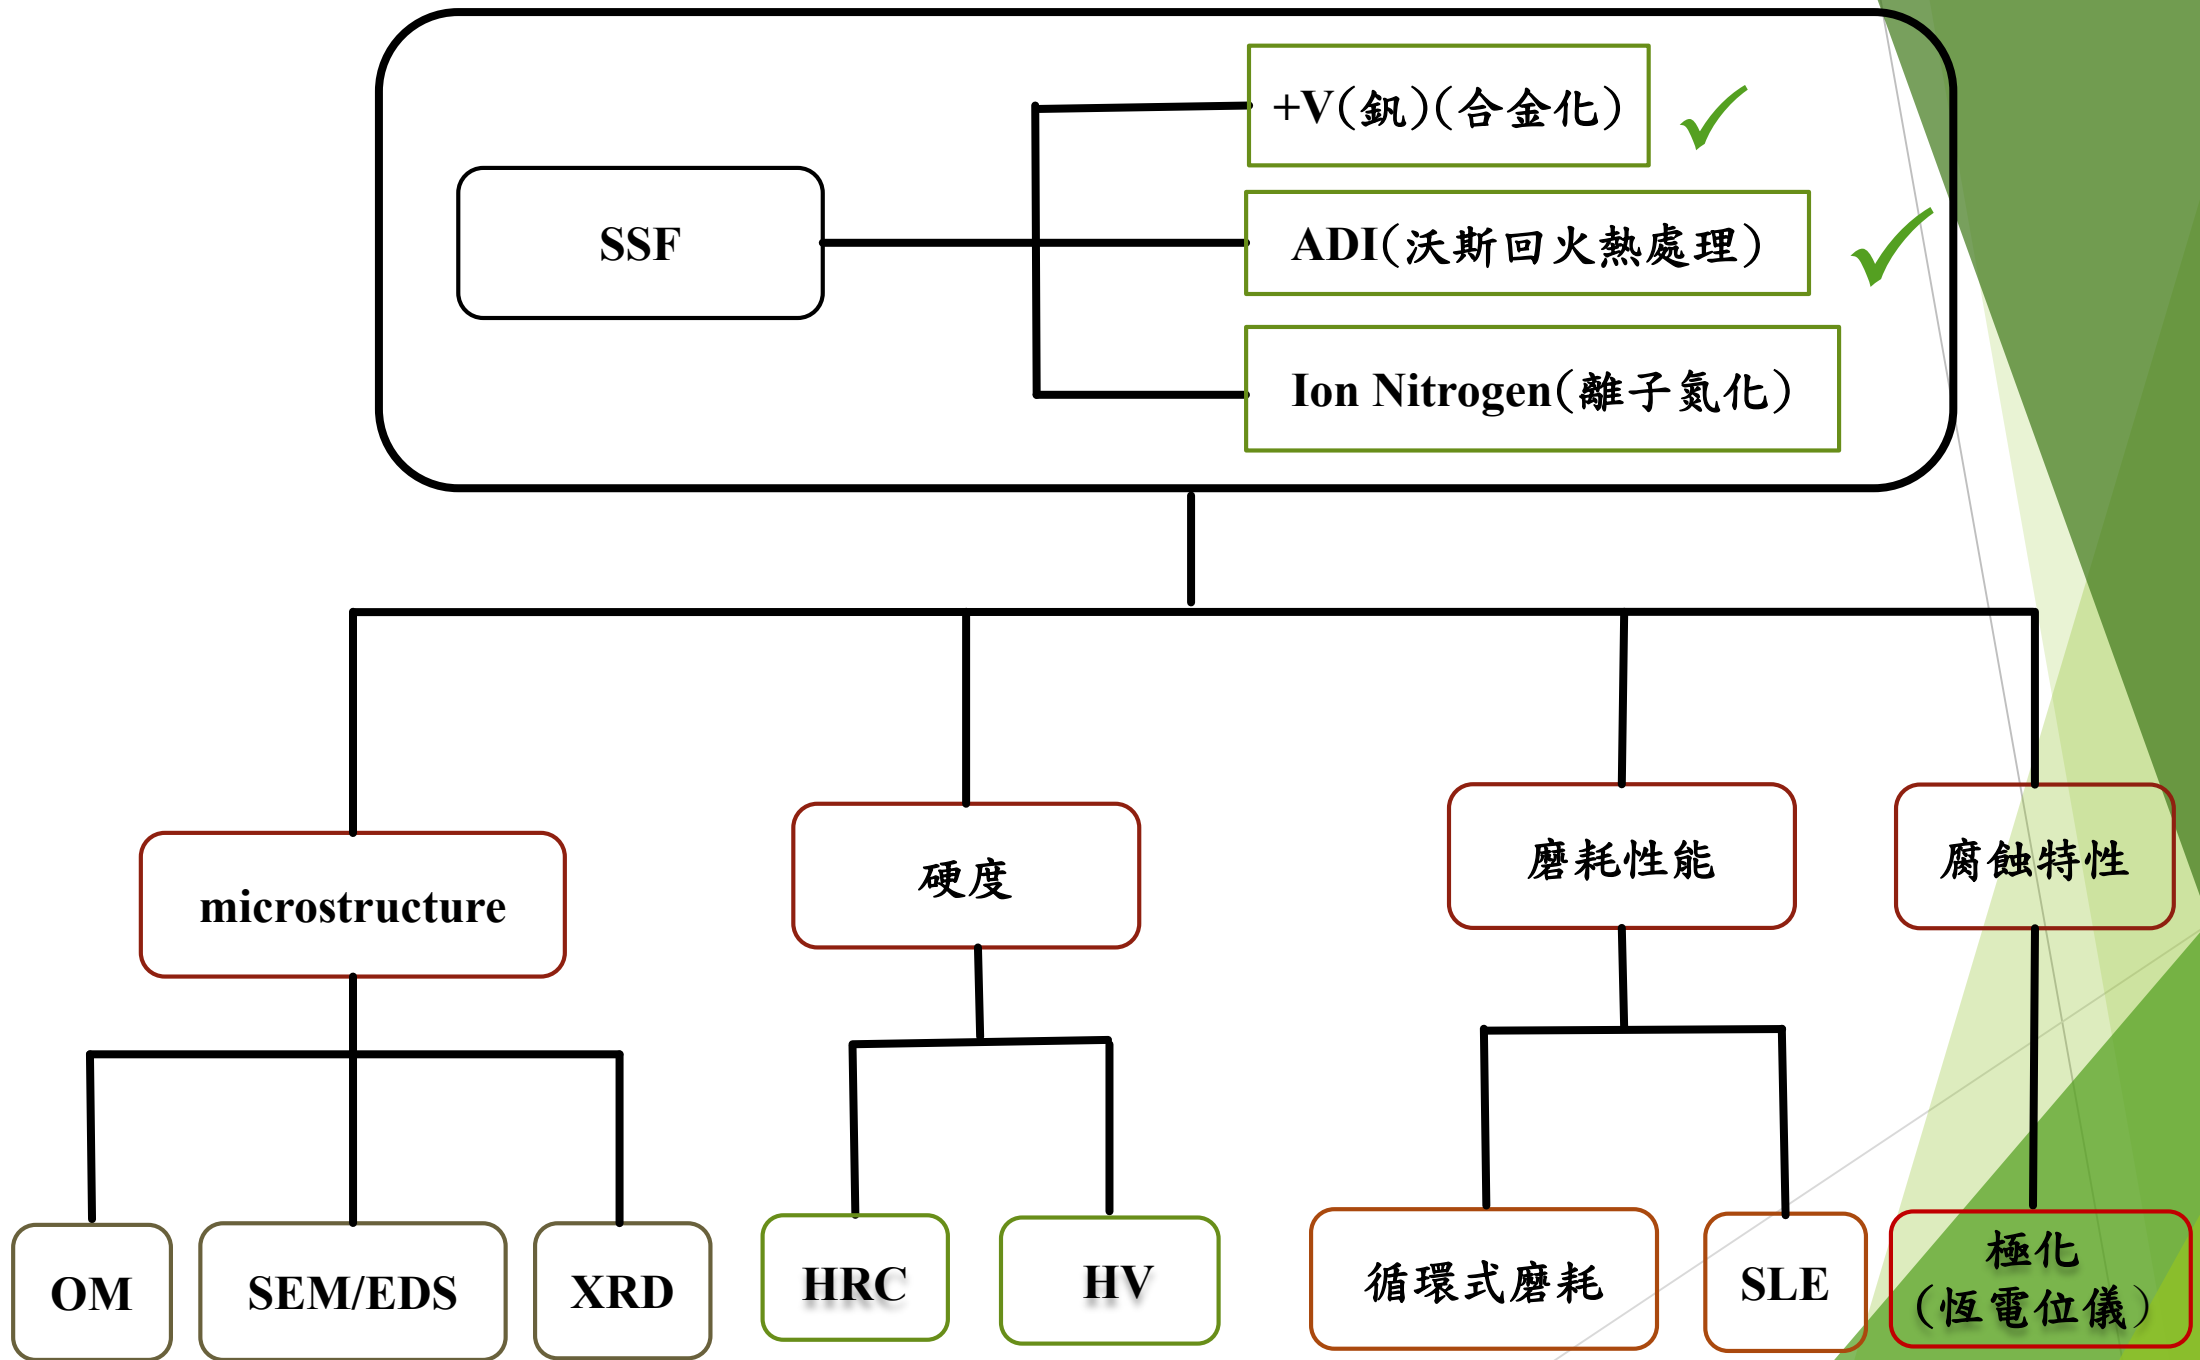 +V(釩)(合金化)
SSF
ADI(沃斯回火熱處理)
Ion Nitrogen(離子氮化)
microstructure
硬度
磨耗性能
腐蝕特性
OM
SEM/EDS
XRD
HRC
HV
循環式磨耗
SLE
極化
(恆電位儀)